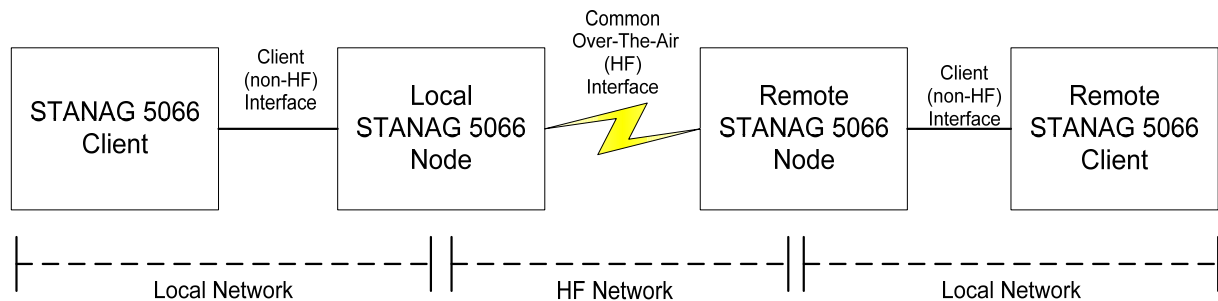 STANAG 5066
Client
Client
(non-HF)
Interface
Local
STANAG 5066
Node
Common
Over-The-Air
(HF)
Interface
Remote
STANAG 5066
Node
Client
(non-HF)
Interface
Remote
STANAG 5066
Client
Local Network
HF Network
Local Network